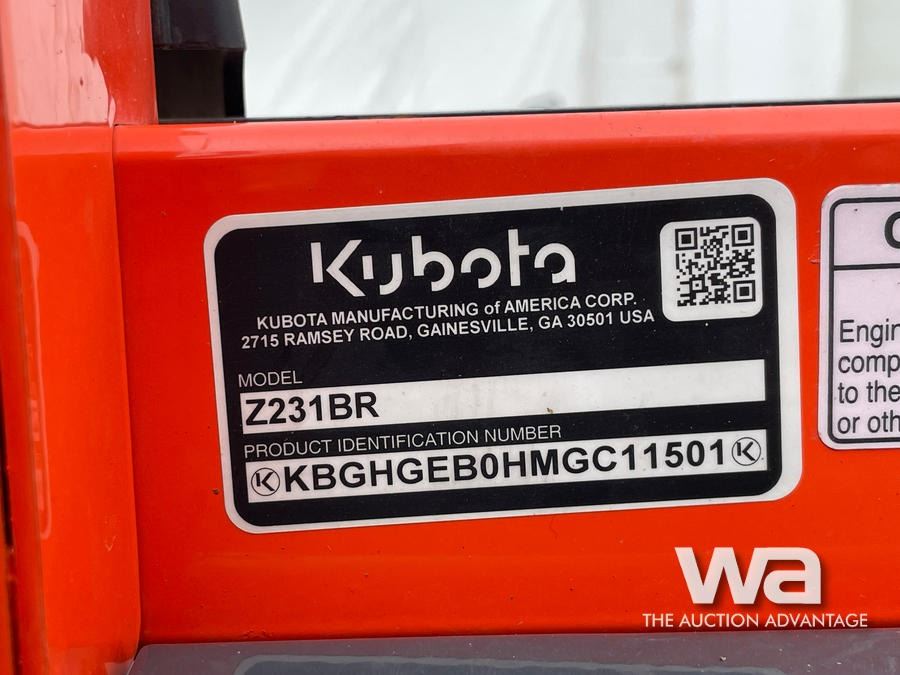 Kubota
KUBOTA MANUFACTURING of AMERICA CORP.
2715 RAMSEY ROAD, GAINESVILLE, GA 30501 USA
MODEL
Z231BR
PRODUCT IDENTIFICATION NUMBER
KBGHGEB0HMGC11501
Engin
comp
to the
or oth
wa
THE AUCTION ADVANTAGE